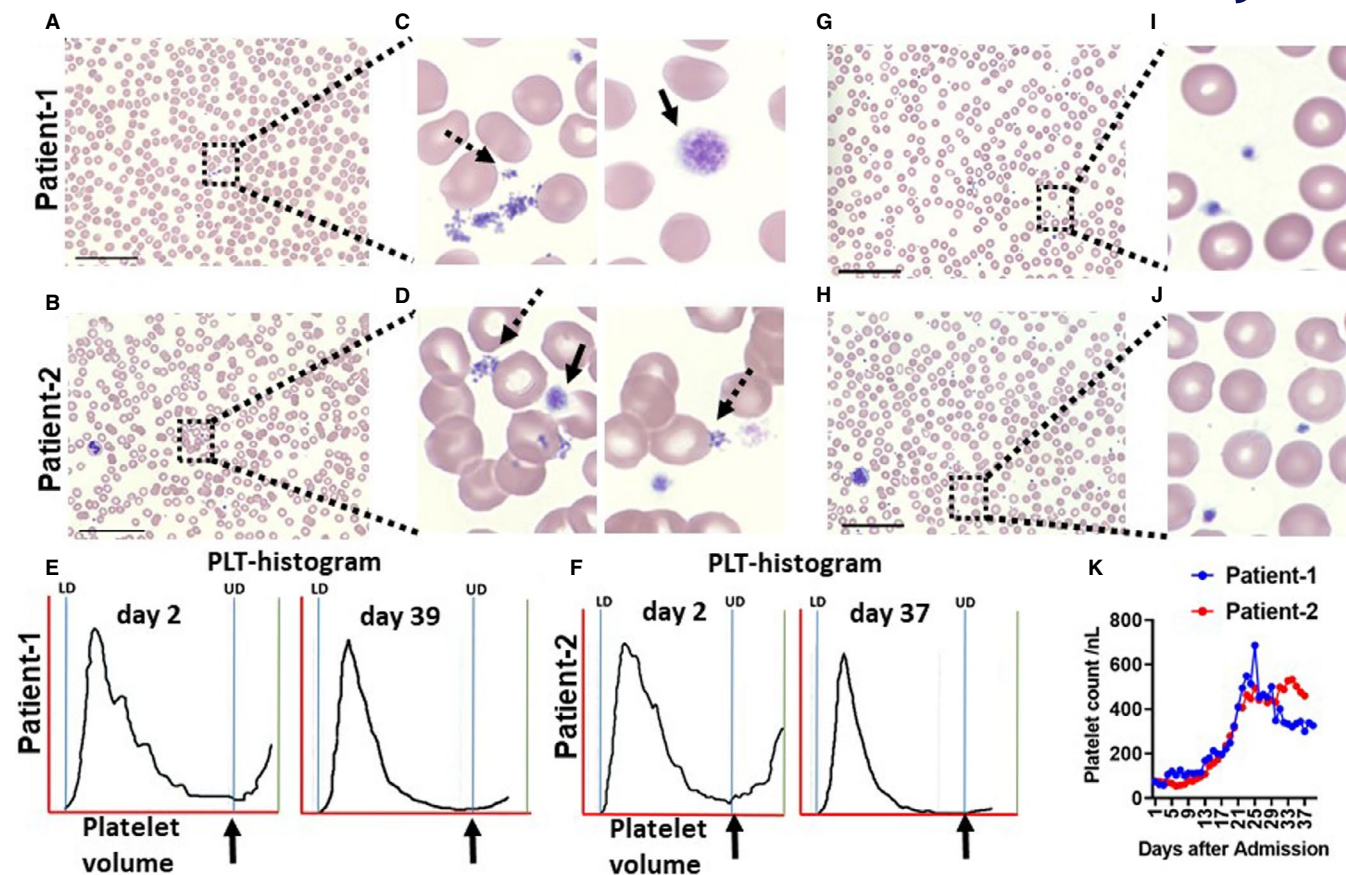 A
C
G
I
Patient-1
B
D
H
J
Patient-2
E
PLT-histogram
F
PLT-histogram
K
Patient-1
Patient-2
LD
UD
day 2
LD
UD
day 39
LD
UD
day 2
LD
UD
day 37
Patient-1
Patient-2
Platelet
volume
Platelet
volume
Platelet count /nL
800
600
400
200
0
1 5 9 13 17 21 25 29 33 37
Days after Admission